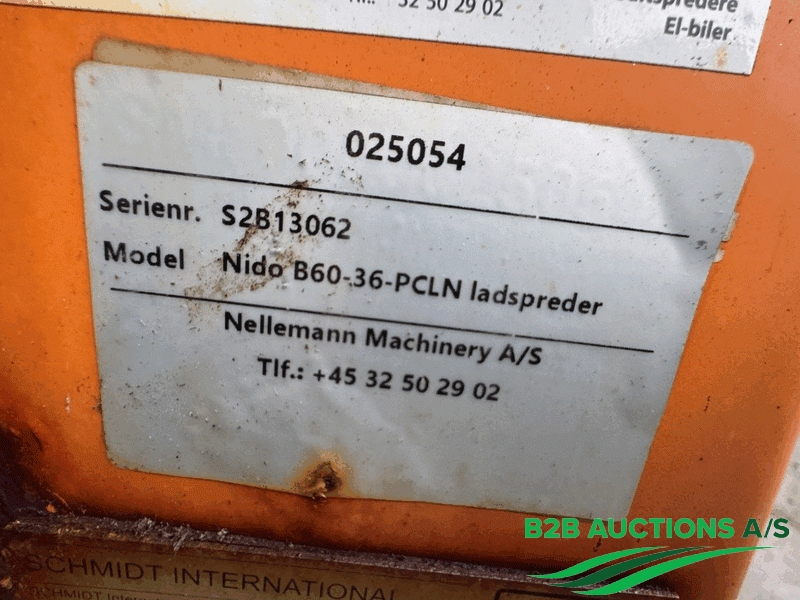 32 50 29 02
El-biler
025054
Serienr. S2B13062
Model Nido B60-36-PCLN ladspreder
Nellemann Machinery A/S
Tlf.: +45 32 50 29 02
B2B AUCTIONS A/S
SCHMIDT INTERNATIONAL
SCHMIDT